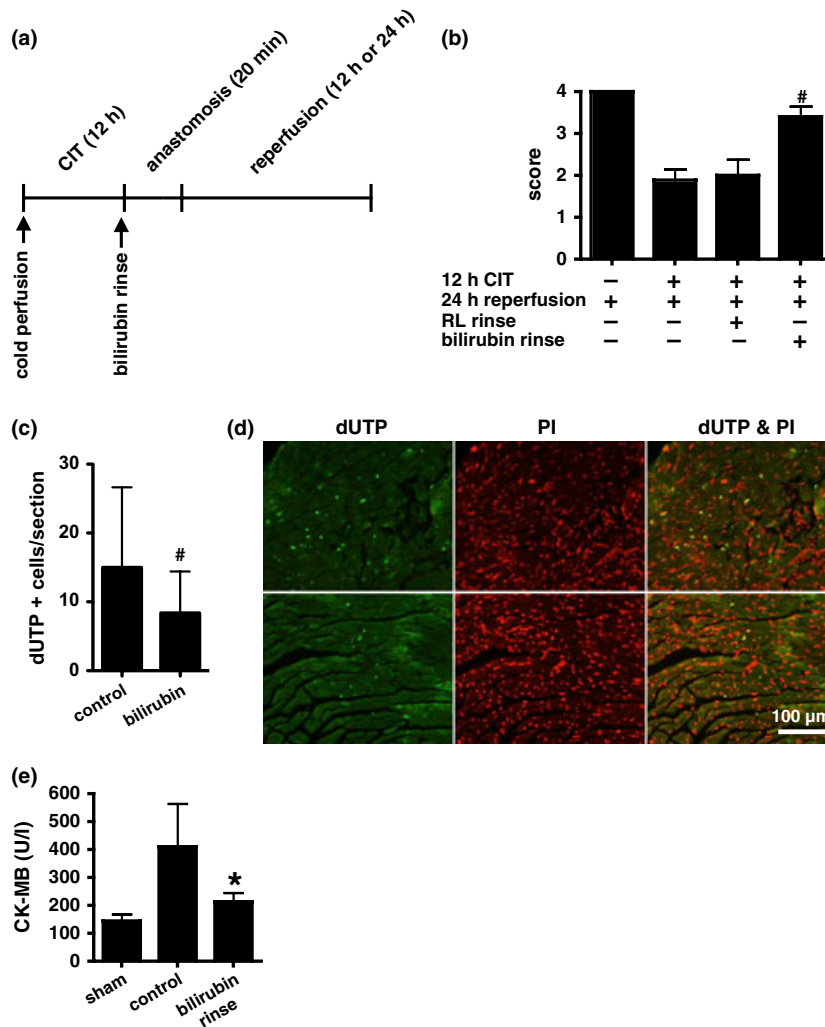 (a)
CIT (12 h)
anastomosis (20 min)
reperfusion (12 h or 24 h)
cold perfusion
bilirubin rinse
(b)
score
4
3
2
1
0
#
12 h CIT – + + +
24 h reperfusion + + + +
RL rinse – – + –
bilirubin rinse – – – +
(c)
dUTP + cells/section
30
20
10
0
#
control
bilirubin
(d)
dUTP PI dUTP & PI
100 µm
(e)
CK-MB (U/l)
600
500
400
300
200
100
0
*
sham
control
bilirubin
rinse